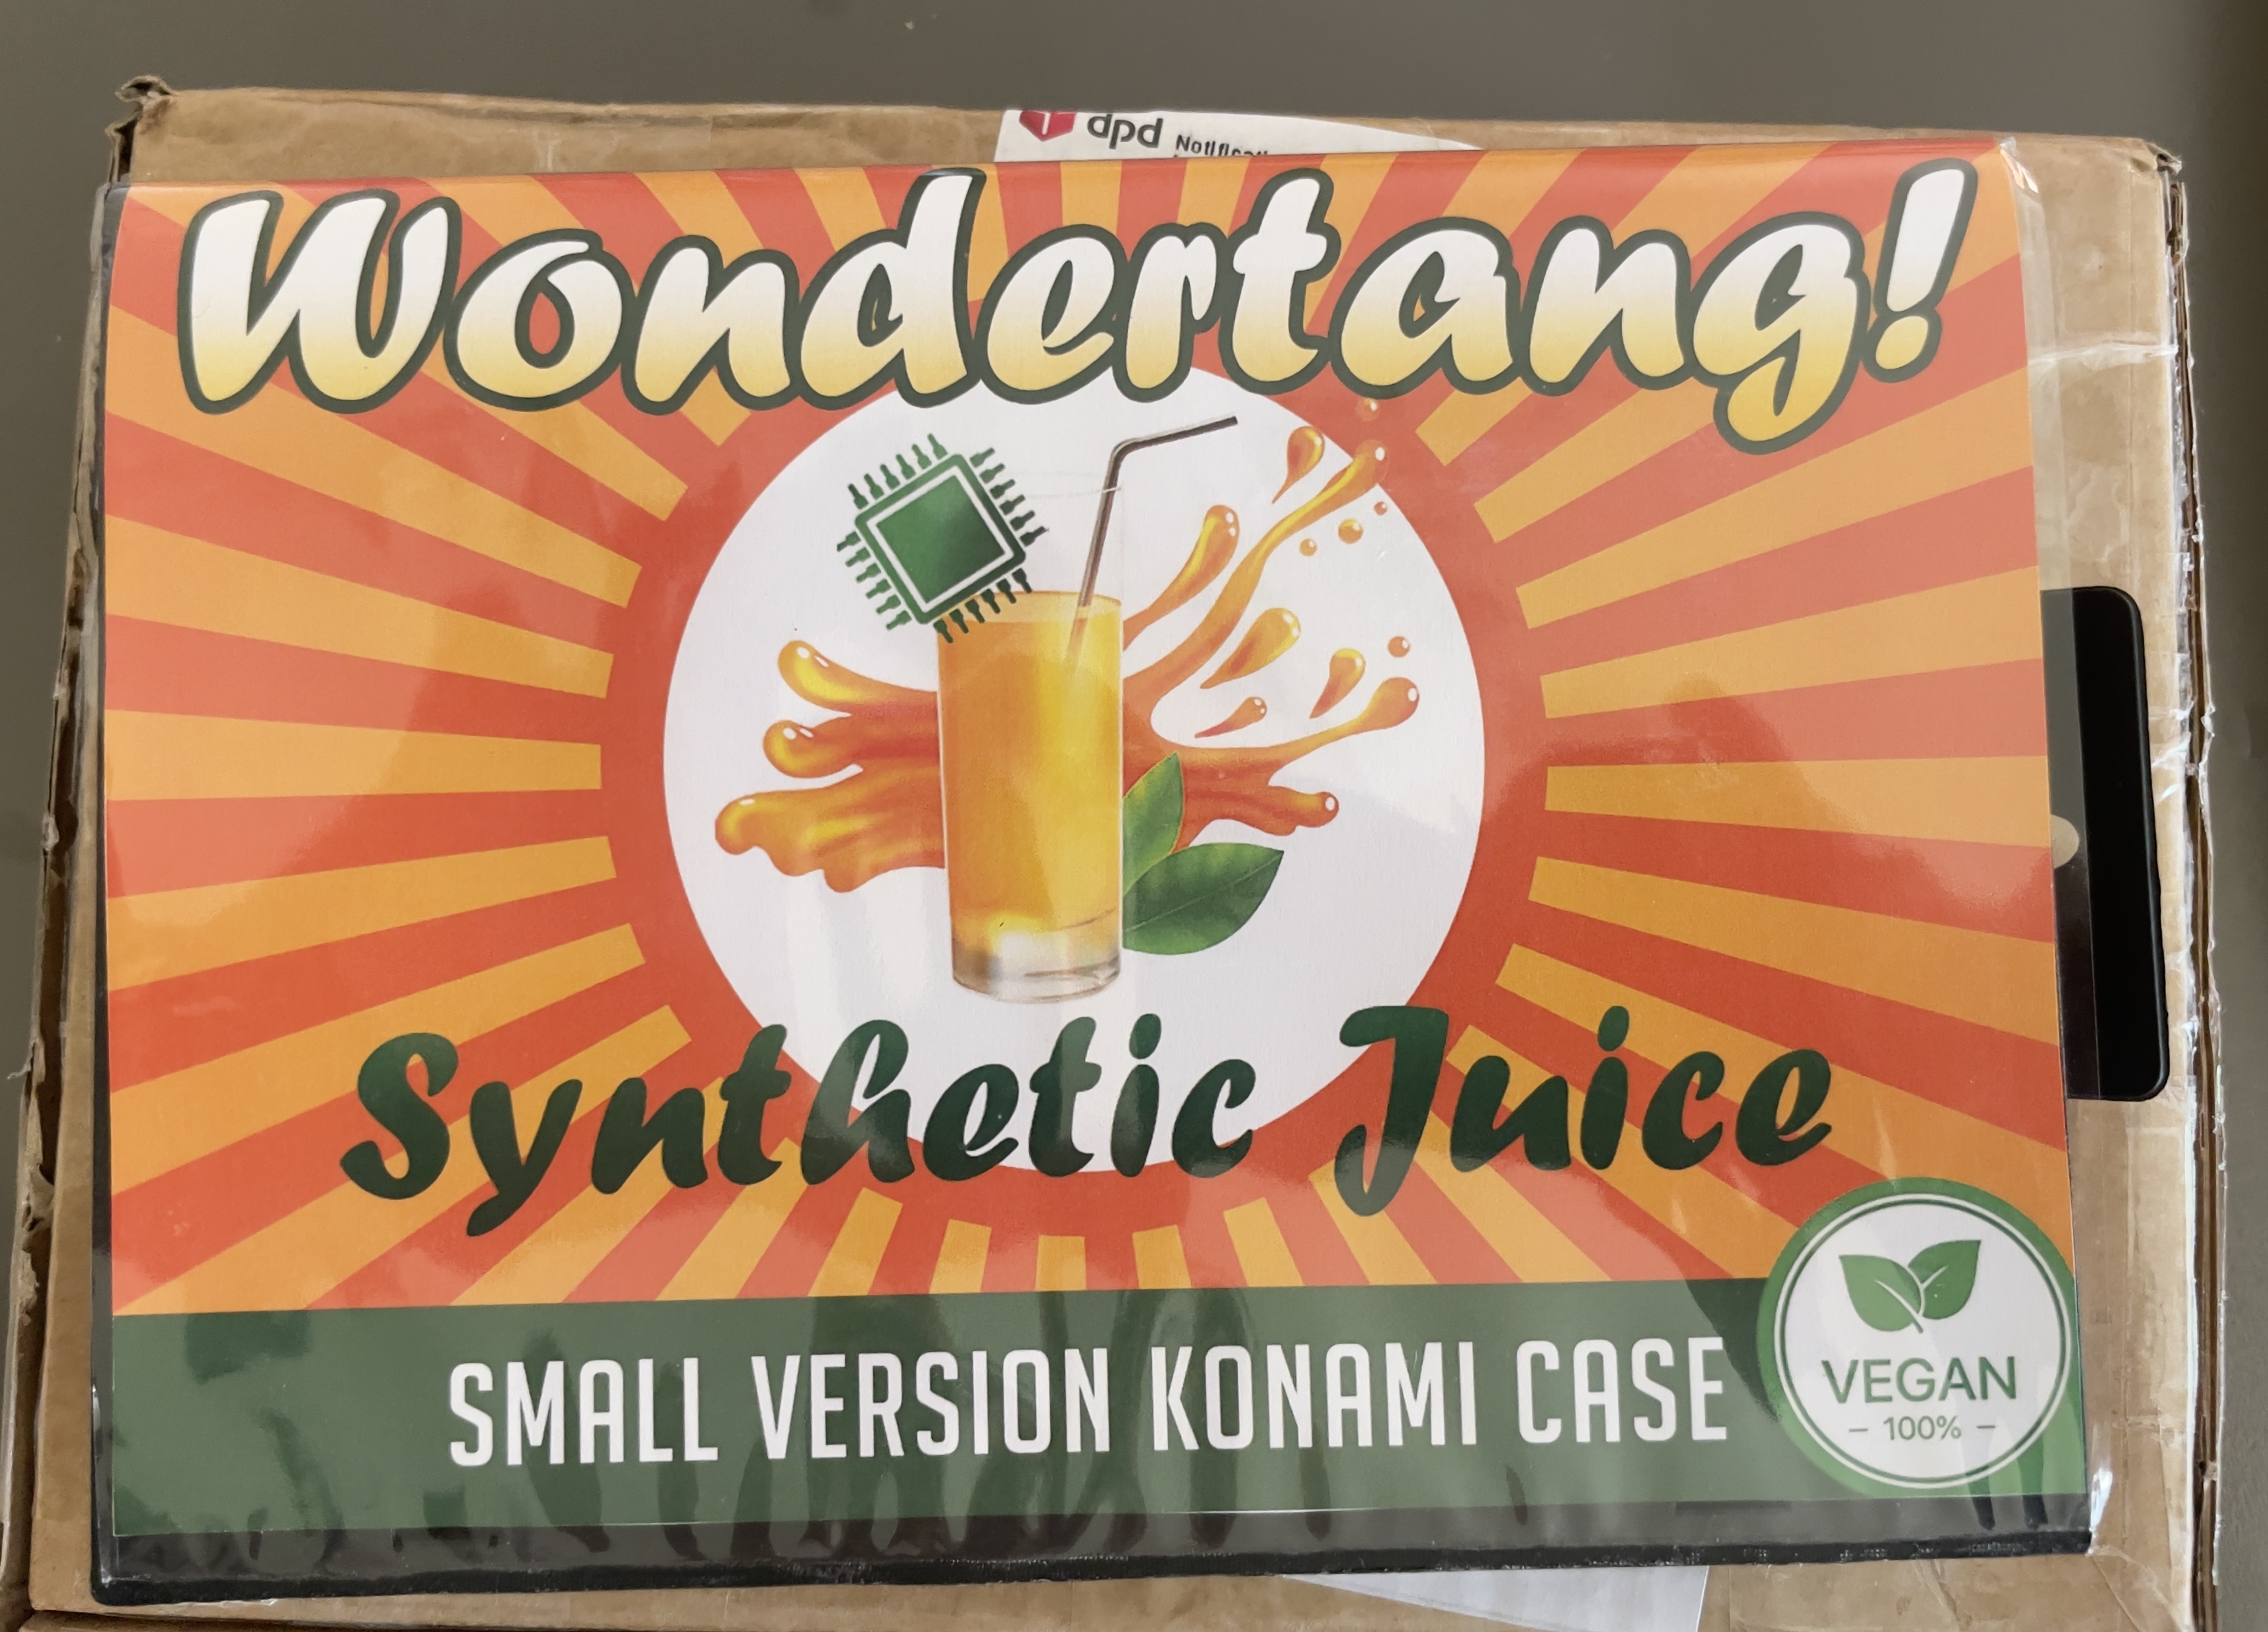 dpd
Wondertang!
Synthetic Juice
SMALL VERSION KONAMI CASE
VEGAN
- 100% -